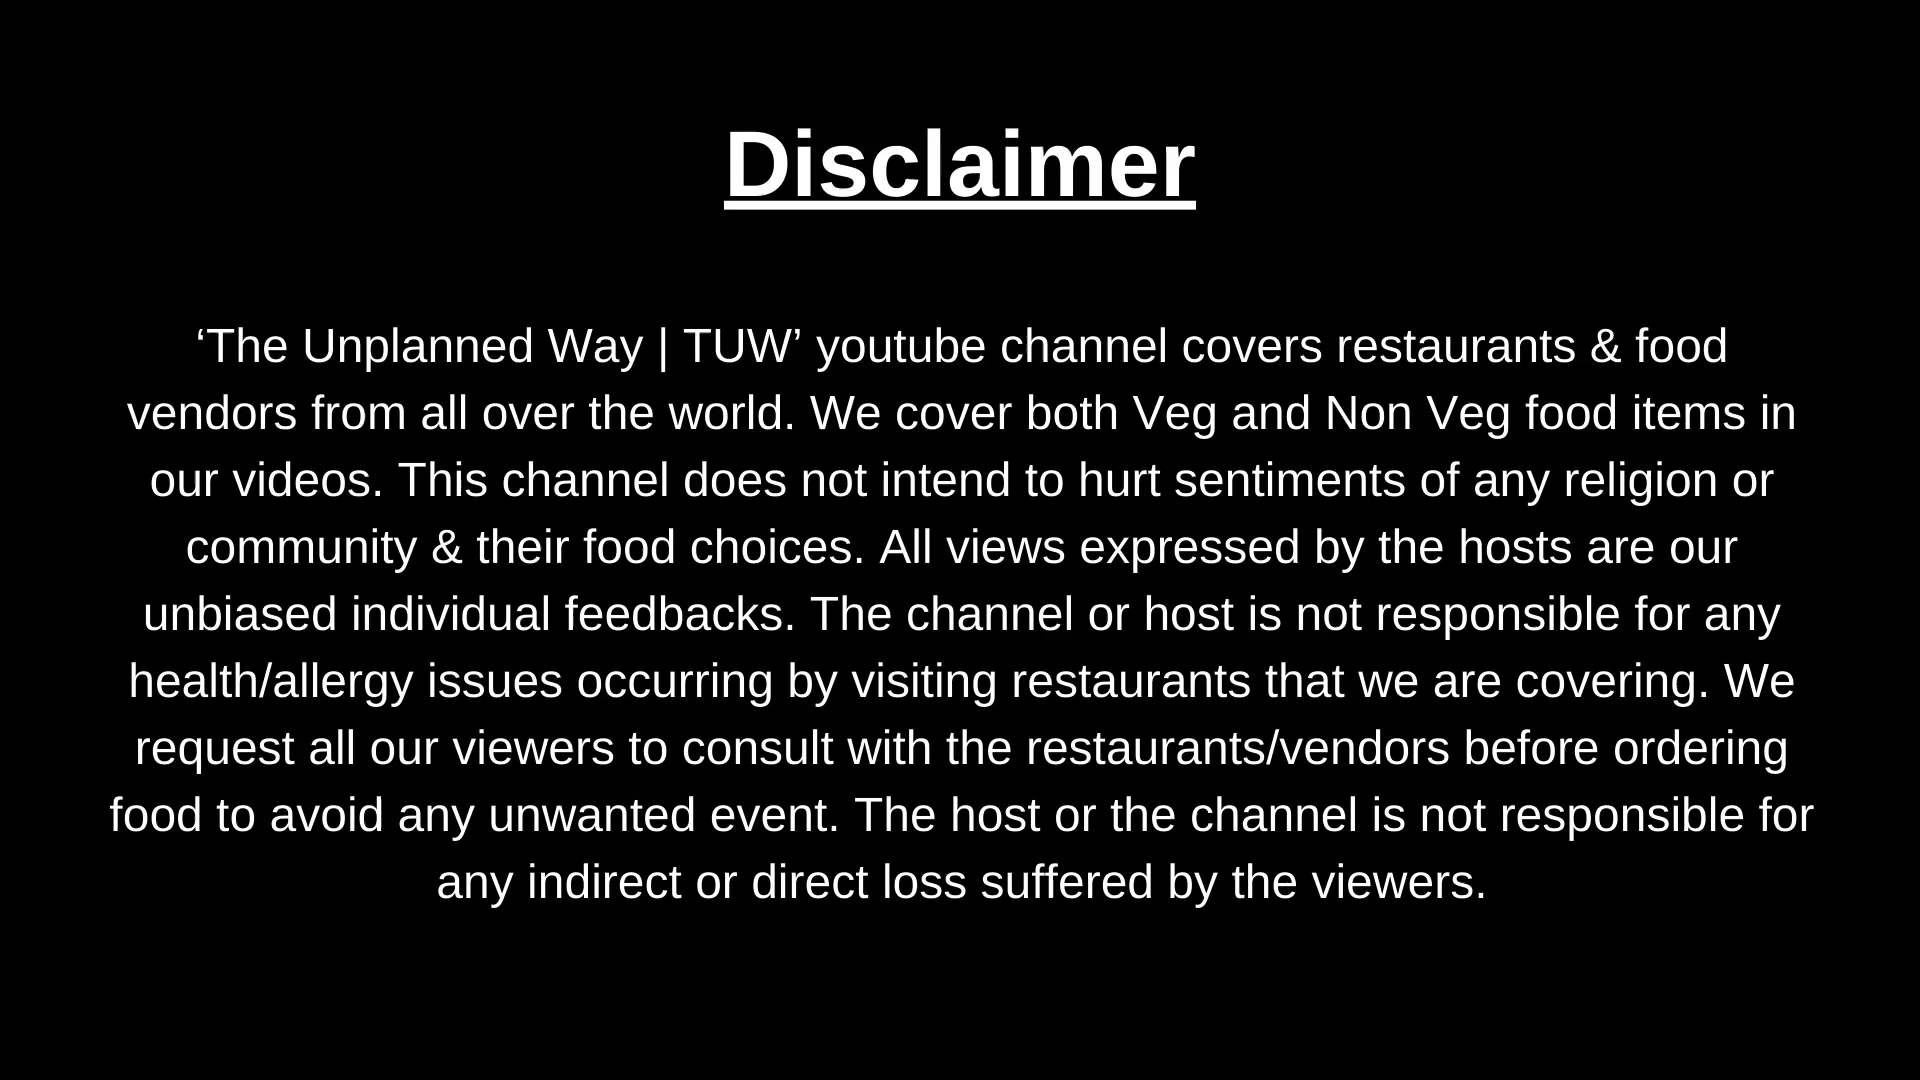 Disclaimer
‘The Unplanned Way | TUW’ youtube channel covers restaurants & food
vendors from all over the world. We cover both Veg and Non Veg food items in
our videos. This channel does not intend to hurt sentiments of any religion or
community & their food choices. All views expressed by the hosts are our
unbiased individual feedbacks. The channel or host is not responsible for any
health/allergy issues occurring by visiting restaurants that we are covering. We
request all our viewers to consult with the restaurants/vendors before ordering
food to avoid any unwanted event. The host or the channel is not responsible for
any indirect or direct loss suffered by the viewers.